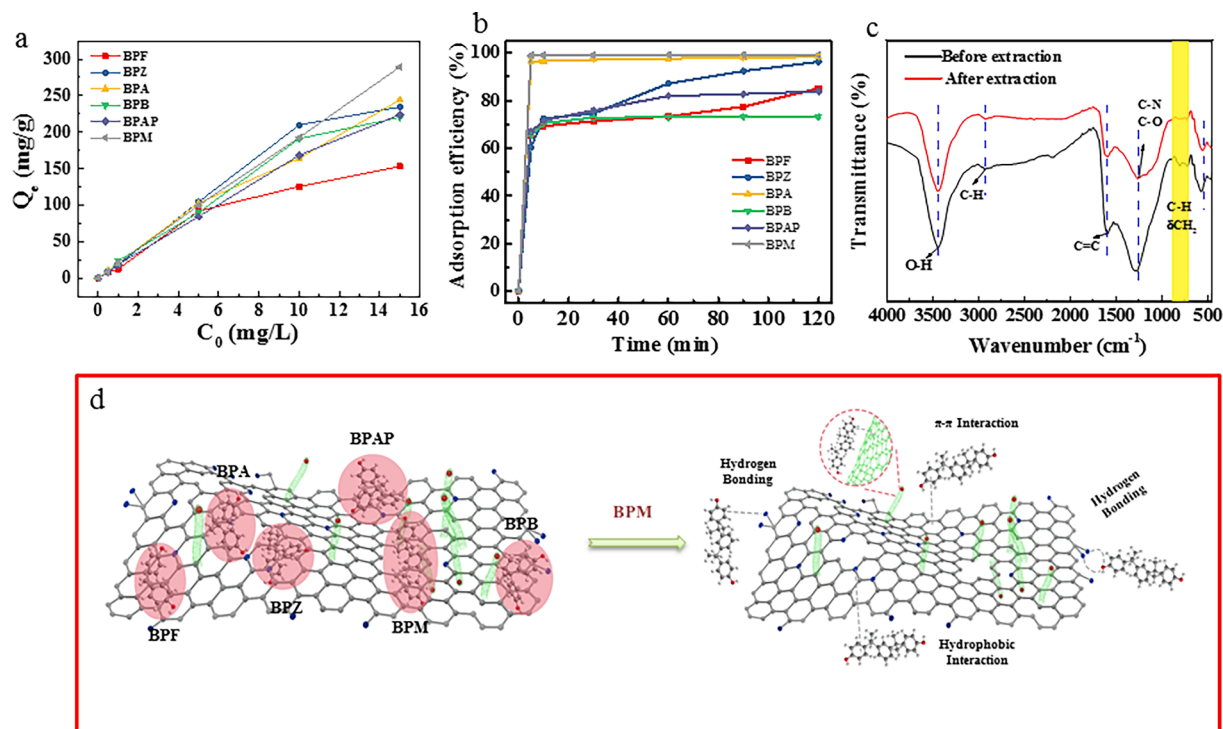 a
Qe (mg/g)
300
250
200
150
100
50
0
BPF
BPZ
BPA
BPB
BPAP
BPM
0 2 4 6 8 10 12 14 16
C0 (mg/L)
b
Adsorption efficiency (%)
100
80
60
40
20
0
BPF
BPZ
BPA
BPB
BPAP
BPM
0 20 40 60 80 100 120
Time (min)
c
Transmittance (%)
Before extraction
After extraction
C-N
C-O
C-H
O-H
C=C
C-H
δCH2
4000 3500 3000 2500 2000 1500 1000 500
Wavenumber (cm-1)
d
BPAP
BPA
BPB
BPZ
BPM
BPF
BPM
π-π Interaction
Hydrogen
Bonding
Hydrogen
Bonding
Hydrophobic
Interaction